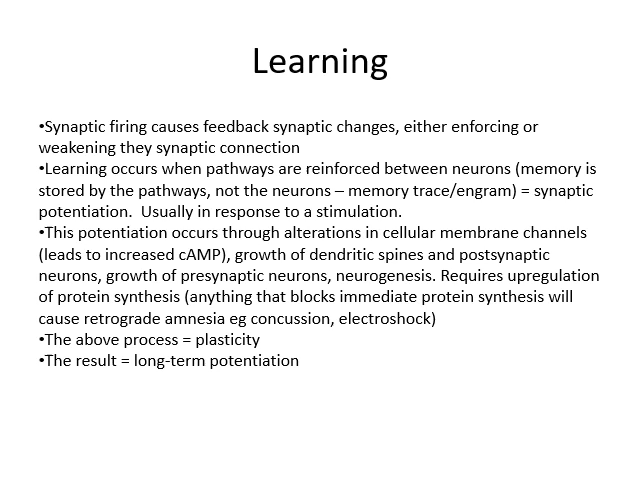 Learning
•Synaptic firing causes feedback synaptic changes, either enforcing or
weakening they synaptic connection
•Learning occurs when pathways are reinforced between neurons (memory is
stored by the pathways, not the neurons – memory trace/engram) = synaptic
potentiation.  Usually in response to a stimulation.
•This potentiation occurs through alterations in cellular membrane channels
(leads to increased cAMP), growth of dendritic spines and postsynaptic
neurons, growth of presynaptic neurons, neurogenesis. Requires upregulation
of protein synthesis (anything that blocks immediate protein synthesis will
cause retrograde amnesia eg concussion, electroshock)
•The above process = plasticity
•The result = long-term potentiation